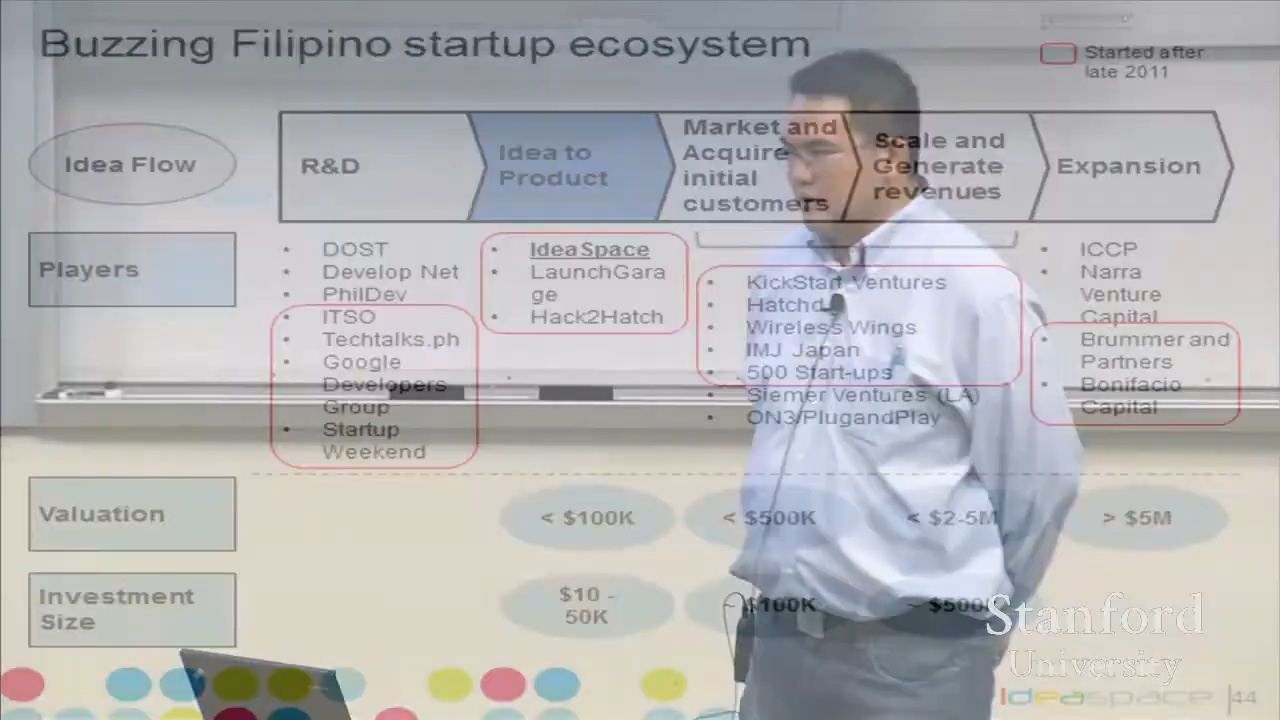 Buzzing Filipino startup ecosystem
Started after
late 2011
Idea Flow
R&D
Idea to
Product
Market and
Acquire
initial
customers
Scale and
Generate
revenues
Expansion
Players
• DOST
• Develop Net
• PhilDev
• ITSO
• Techtalks.ph
• Google
Developers
Group
• Startup
Weekend
• IdeaSpace
• LaunchGara
ge
• Hack2Hatch
• KickStart Ventures
• Hatchd
• Wireless Wings
• IMJ Japan
• 500 Start-ups
• Siemer Ventures (LA)
• ON3/PlugandPlay
• ICCP
• Narra
Venture
Capital
• Brummer and
Partners
• Bonifacio
Capital
Valuation
< $100K
< $500K
< $2-5M
> $5M
Investment
Size
$10 -
50K
$100K
~ $500K
Stanford
University
ideaspace 44